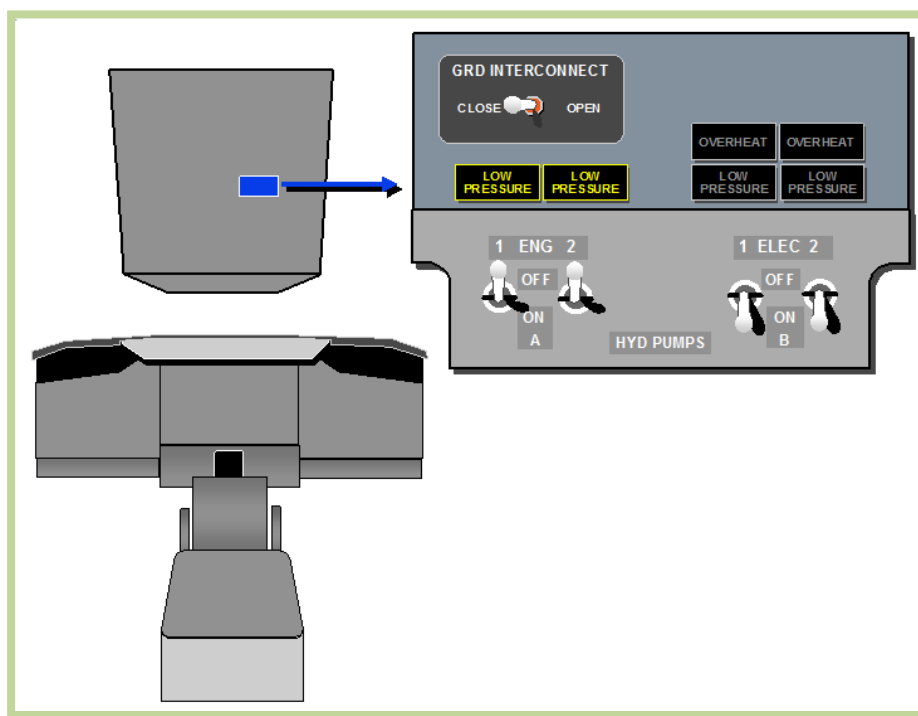 GRD INTERCONNECT
CLOSE OPEN
OVERHEAT OVERHEAT
LOW PRESSURE LOW PRESSURE LOW PRESSURE LOW PRESSURE
1 ENG 2 1 ELEC 2
OFF OFF
ON ON
A HYD PUMPS B